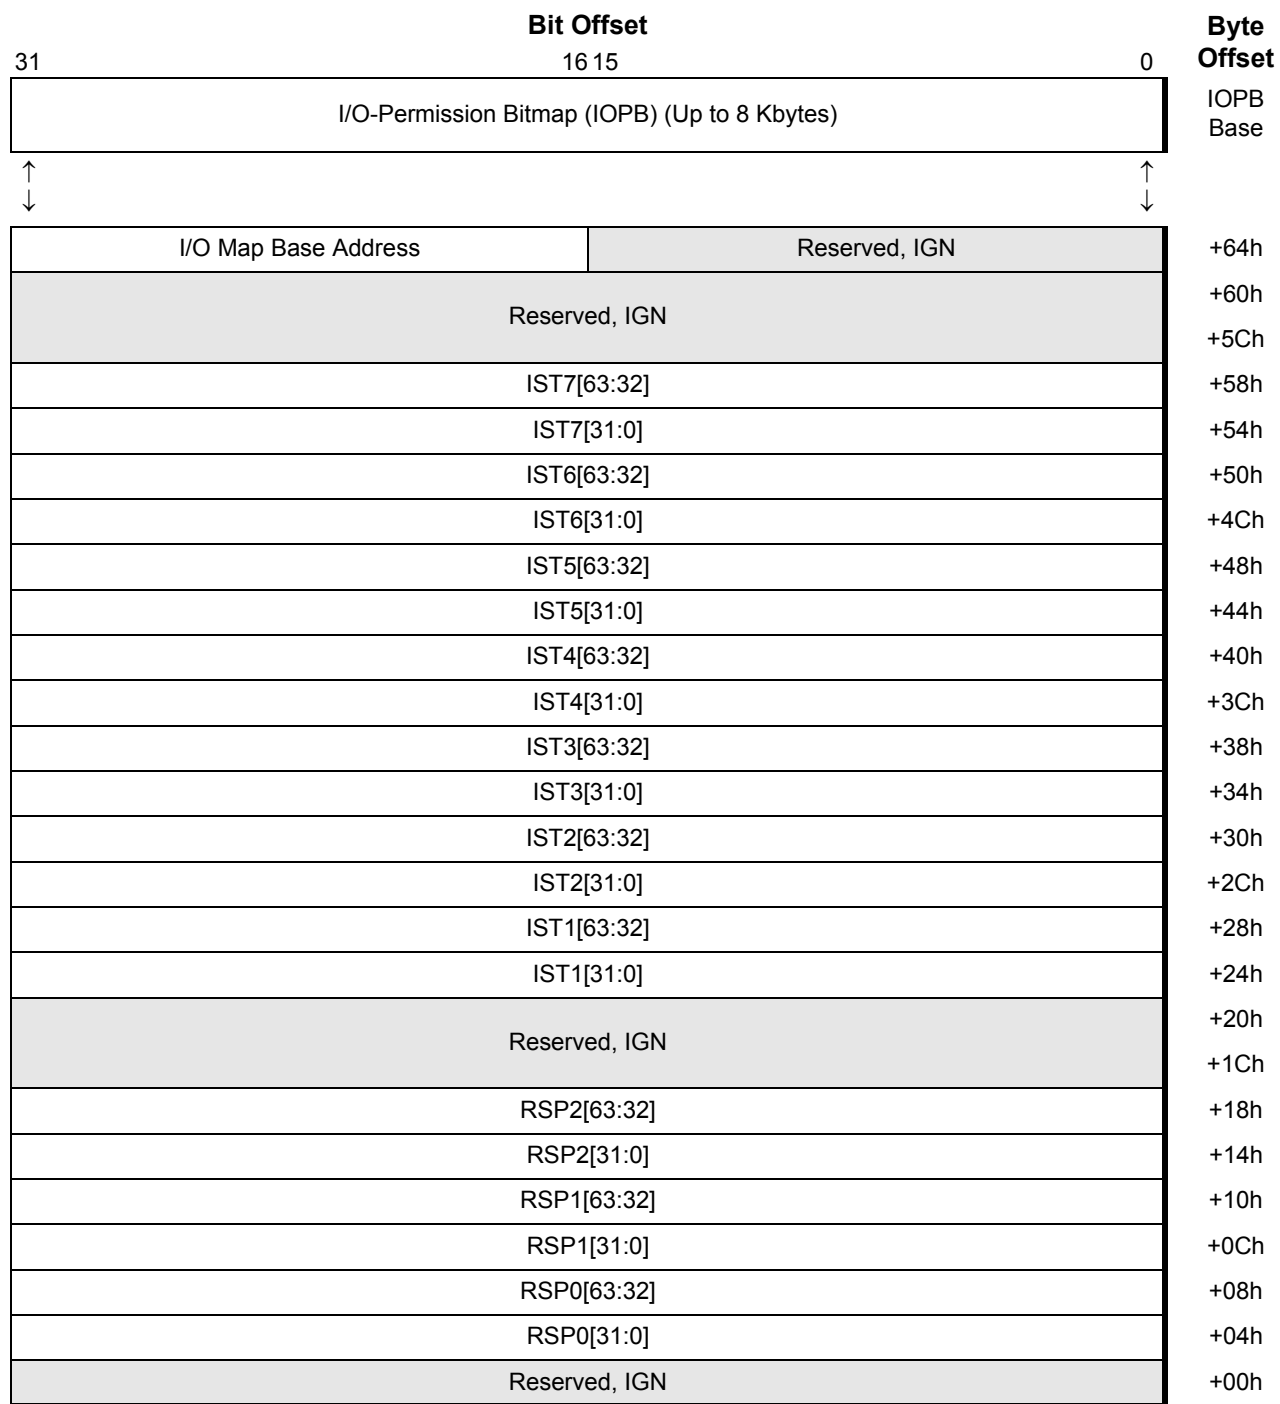 Bit Offset
Byte
Offset
31 16 15 0
I/O-Permission Bitmap (IOPB) (Up to 8 Kbytes)
IOPB
Base
↑ ↑
↓ ↓
I/O Map Base Address Reserved, IGN +64h
+60h
Reserved, IGN
+5Ch
IST7[63:32] +58h
IST7[31:0] +54h
IST6[63:32] +50h
IST6[31:0] +4Ch
IST5[63:32] +48h
IST5[31:0] +44h
IST4[63:32] +40h
IST4[31:0] +3Ch
IST3[63:32] +38h
IST3[31:0] +34h
IST2[63:32] +30h
IST2[31:0] +2Ch
IST1[63:32] +28h
IST1[31:0] +24h
+20h
Reserved, IGN
+1Ch
RSP2[63:32] +18h
RSP2[31:0] +14h
RSP1[63:32] +10h
RSP1[31:0] +0Ch
RSP0[63:32] +08h
RSP0[31:0] +04h
Reserved, IGN +00h